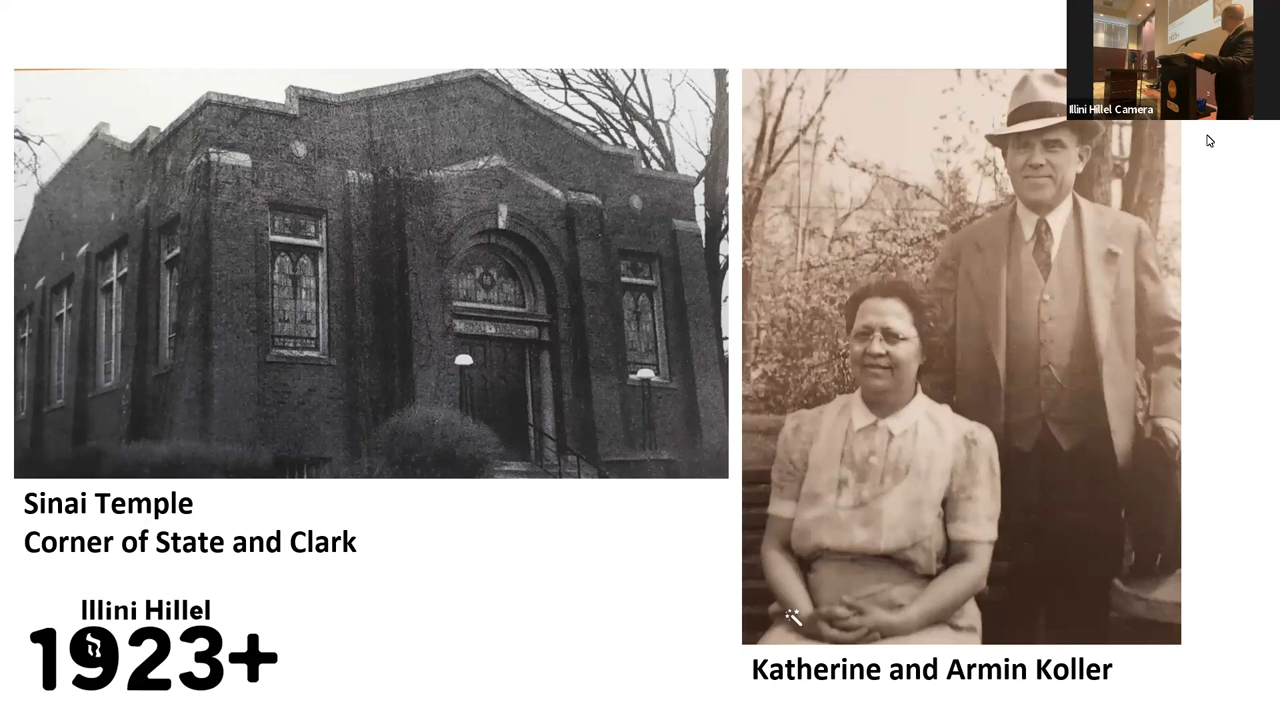 Illini Hillel Camera
Sinai Temple
Corner of State and Clark
Illini Hillel
1923+
Katherine and Armin Koller